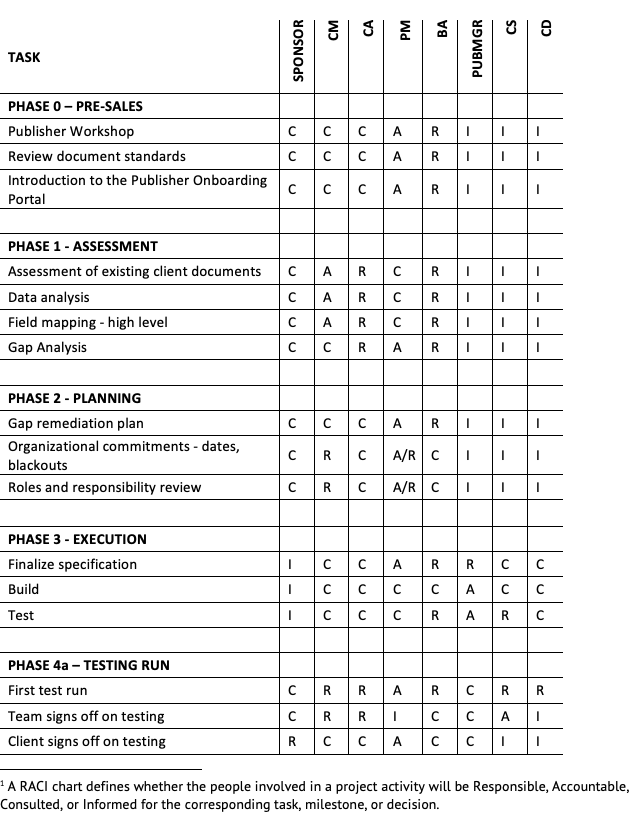 TASK SPONSOR CM CA PM BA PUBMGR CS CD
PHASE 0 – PRE-SALES
Publisher Workshop C C C A R I I I
Review document standards C C C A R I I I
Introduction to the Publisher Onboarding
Portal C C C A R I I I
PHASE 1 - ASSESSMENT
Assessment of existing client documents C A R C R I I I
Data analysis C A R C R I I I
Field mapping - high level C A R C R I I I
Gap Analysis C C R A R I I I
PHASE 2 - PLANNING
Gap remediation plan C C C A R I I I
Organizational commitments - dates,
blackouts C R C A/R C I I I
Roles and responsibility review C R C A/R C I I I
PHASE 3 - EXECUTION
Finalize specification I C C A R R C C
Build I C C C C A C C
Test I C C C R A R C
PHASE 4a – TESTING RUN
First test run C R R A R C R R
Team signs off on testing C R R I C C A I
Client signs off on testing R C C A C C I I
¹ A RACI chart defines whether the people involved in a project activity will be Responsible, Accountable,
Consulted, or Informed for the corresponding task, milestone, or decision.